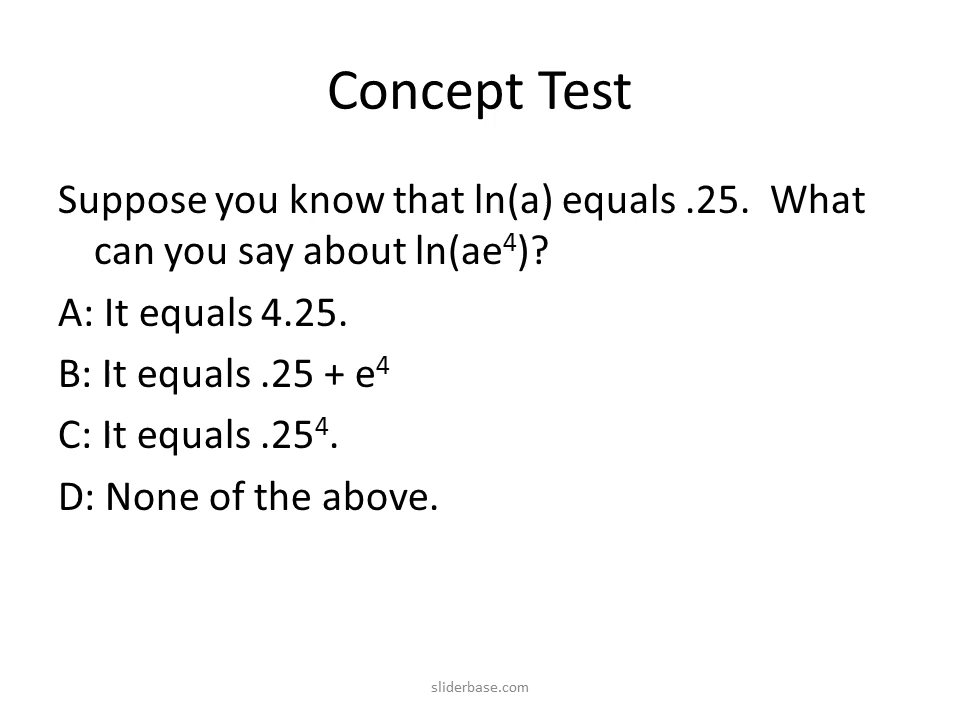 Concept Test
Suppose you know that ln(a) equals .25.  What
can you say about ln(ae⁴)?
A: It equals 4.25.
B: It equals .25 + e⁴
C: It equals .25⁴.
D: None of the above.
sliderbase.com